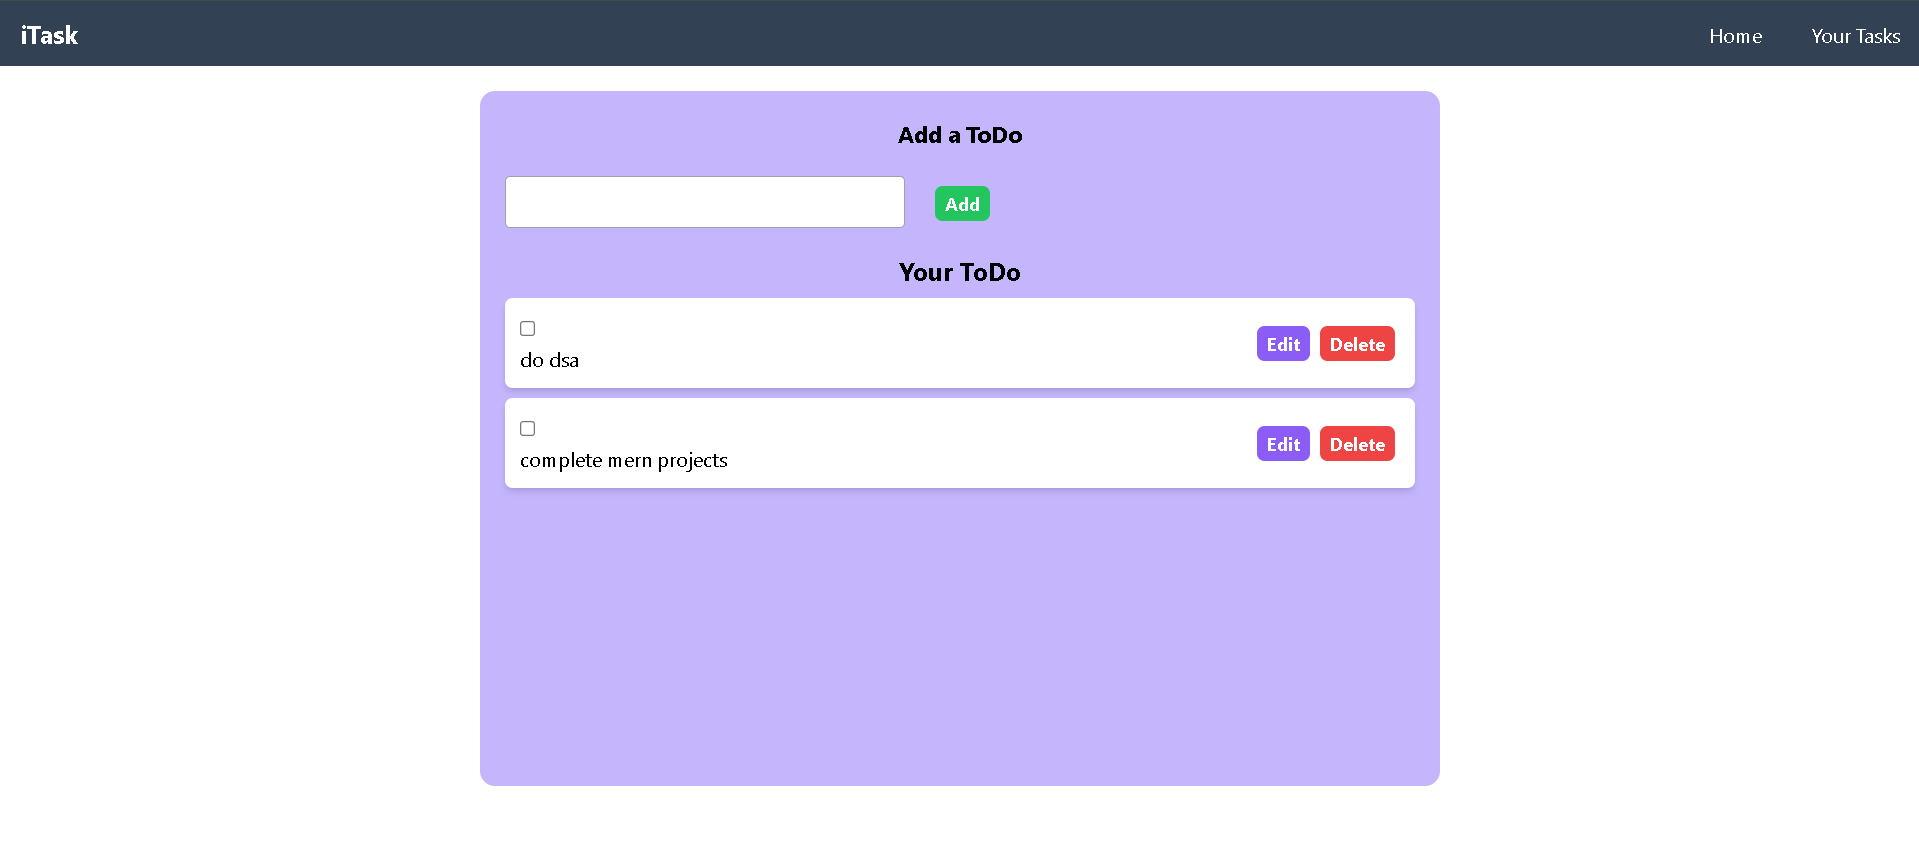 iTask Home Your Tasks
Add a ToDo
Add
Your ToDo
do dsa
Edit Delete
complete mern projects
Edit Delete